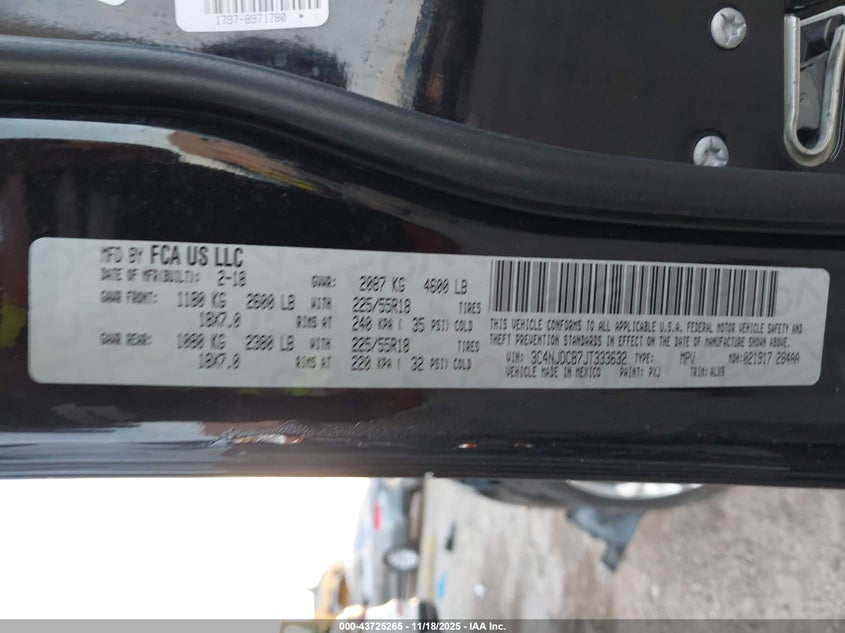 1797-8971780 *
MFD BY FCA US LLC
DATE OF MFR(BUILT): 2-18 GVWR: 2087 KG 4600 LB
GAWR FRONT: 1180 KG 2600 LB WITH 225/55R18 TIRES
18X7.0 RIMS AT 240 KPA ( 35 PSI) COLD
GAWR REAR: 1080 KG 2380 LB WITH 225/55R18 TIRES
18X7.0 RIMS AT 220 KPA ( 32 PSI) COLD
THIS VEHICLE CONFORMS TO ALL APPLICABLE U.S.A. FEDERAL MOTOR VEHICLE SAFETY AND
THEFT PREVENTION STANDARDS IN EFFECT ON THE DATE OF MANUFACTURE SHOWN ABOVE.
VIN: 3C4NJDCB7JT333632 TYPE: MPV MDH: 021917 284AA
VEHICLE MADE IN MEXICO PAINT: PXJ TRIM: ALX9
000-43725265 - 11/18/2025 - IAA Inc.